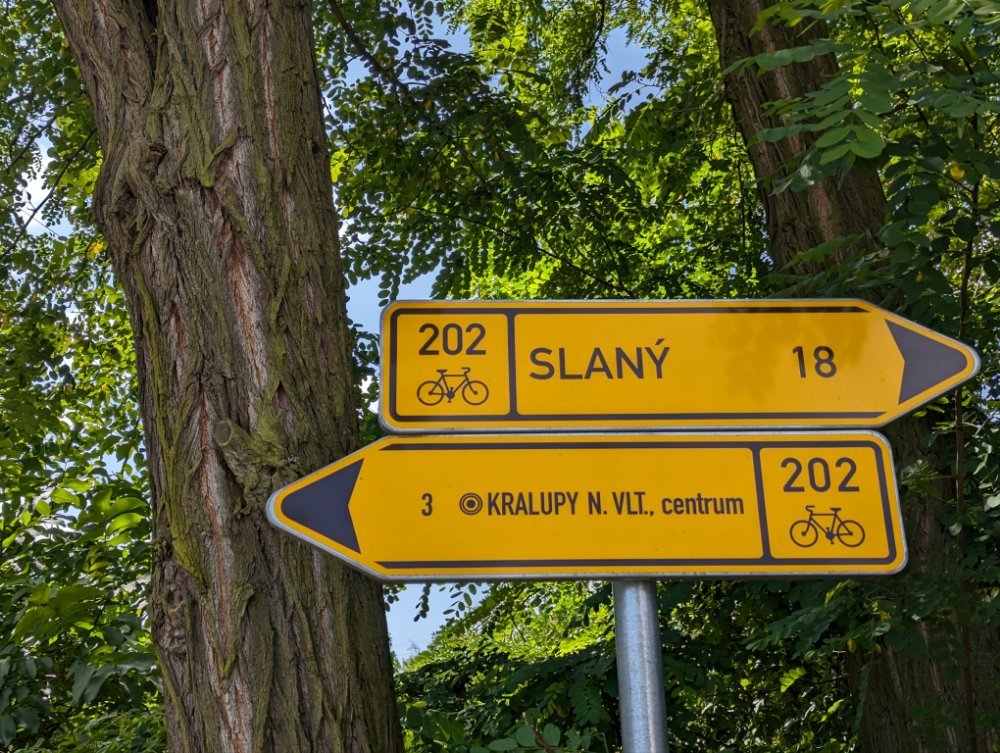 202
SLANÝ 18
3 KRALUPY N. VLT., centrum
202